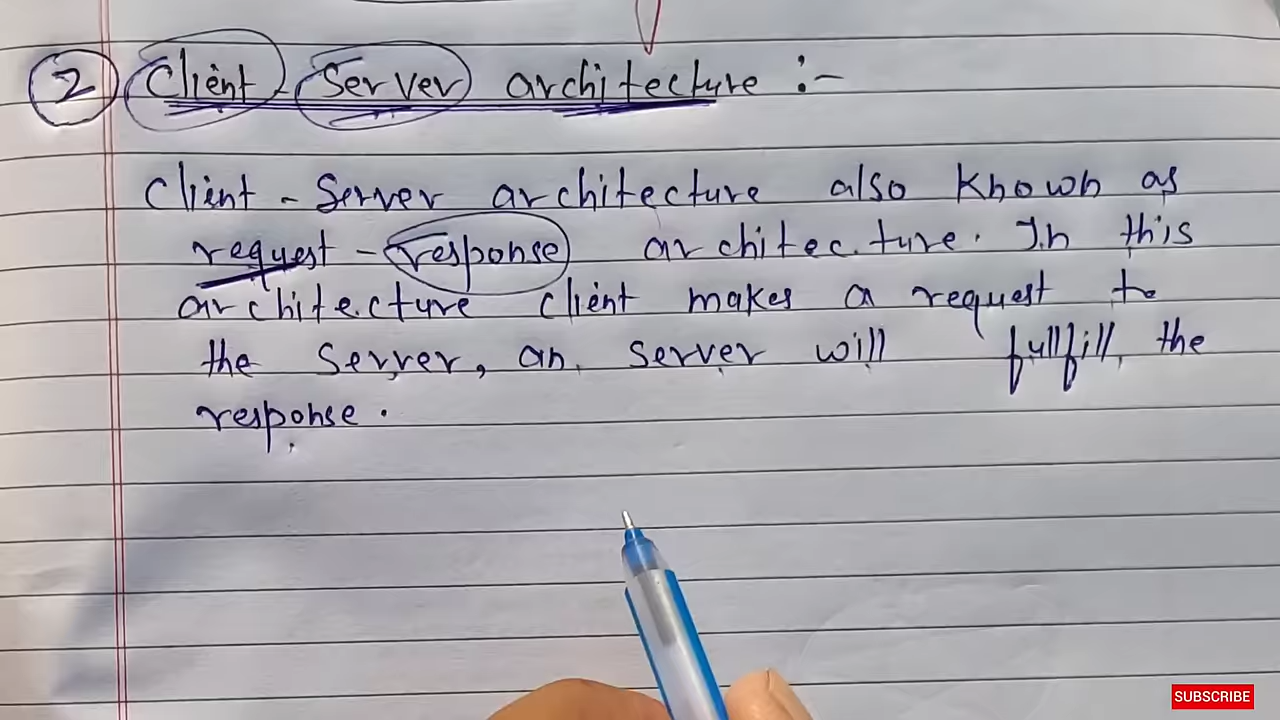 2 Client - Server architecture :-
Client - Server architecture also known as
request - response architecture. In this
architecture client makes a request to
the server, an server will fullfill the
response.
SUBSCRIBE